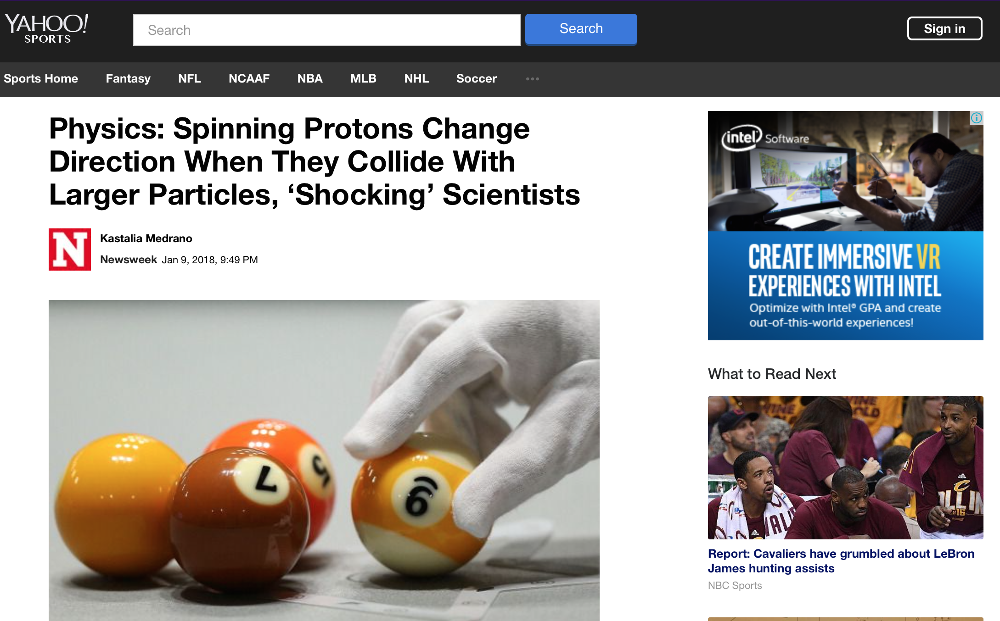 YAHOO!
SPORTS
Search
Search
Sign in
Sports Home Fantasy NFL NCAAF NBA MLB NHL Soccer ...
Physics: Spinning Protons Change
Direction When They Collide With
Larger Particles, ‘Shocking’ Scientists
N
Kastalia Medrano
Newsweek Jan 9, 2018, 9:49 PM
7
5
9
intel Software
CREATE IMMERSIVE VR
EXPERIENCES WITH INTEL
Optimize with Intel® GPA and create
out-of-this-world experiences!
What to Read Next
Report: Cavaliers have grumbled about LeBron
James hunting assists
NBC Sports